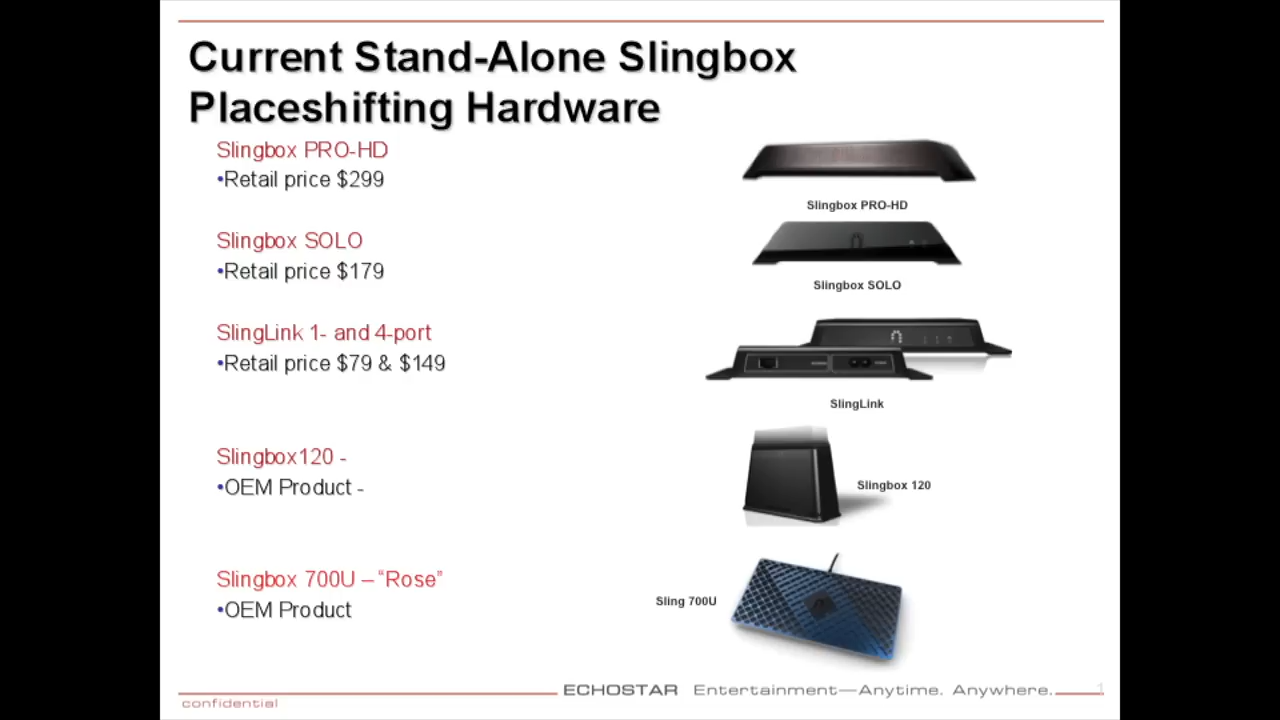 Current Stand-Alone Slingbox
Placeshifting Hardware
Slingbox PRO-HD
•Retail price $299
Slingbox SOLO
•Retail price $179
SlingLink 1- and 4-port
•Retail price $79 & $149
Slingbox120 -
•OEM Product -
Slingbox 700U – “Rose”
•OEM Product
Slingbox PRO-HD
Slingbox SOLO
SlingLink
Slingbox 120
Sling 700U
ECHOSTAR Entertainment—Anytime. Anywhere.
1
confidential